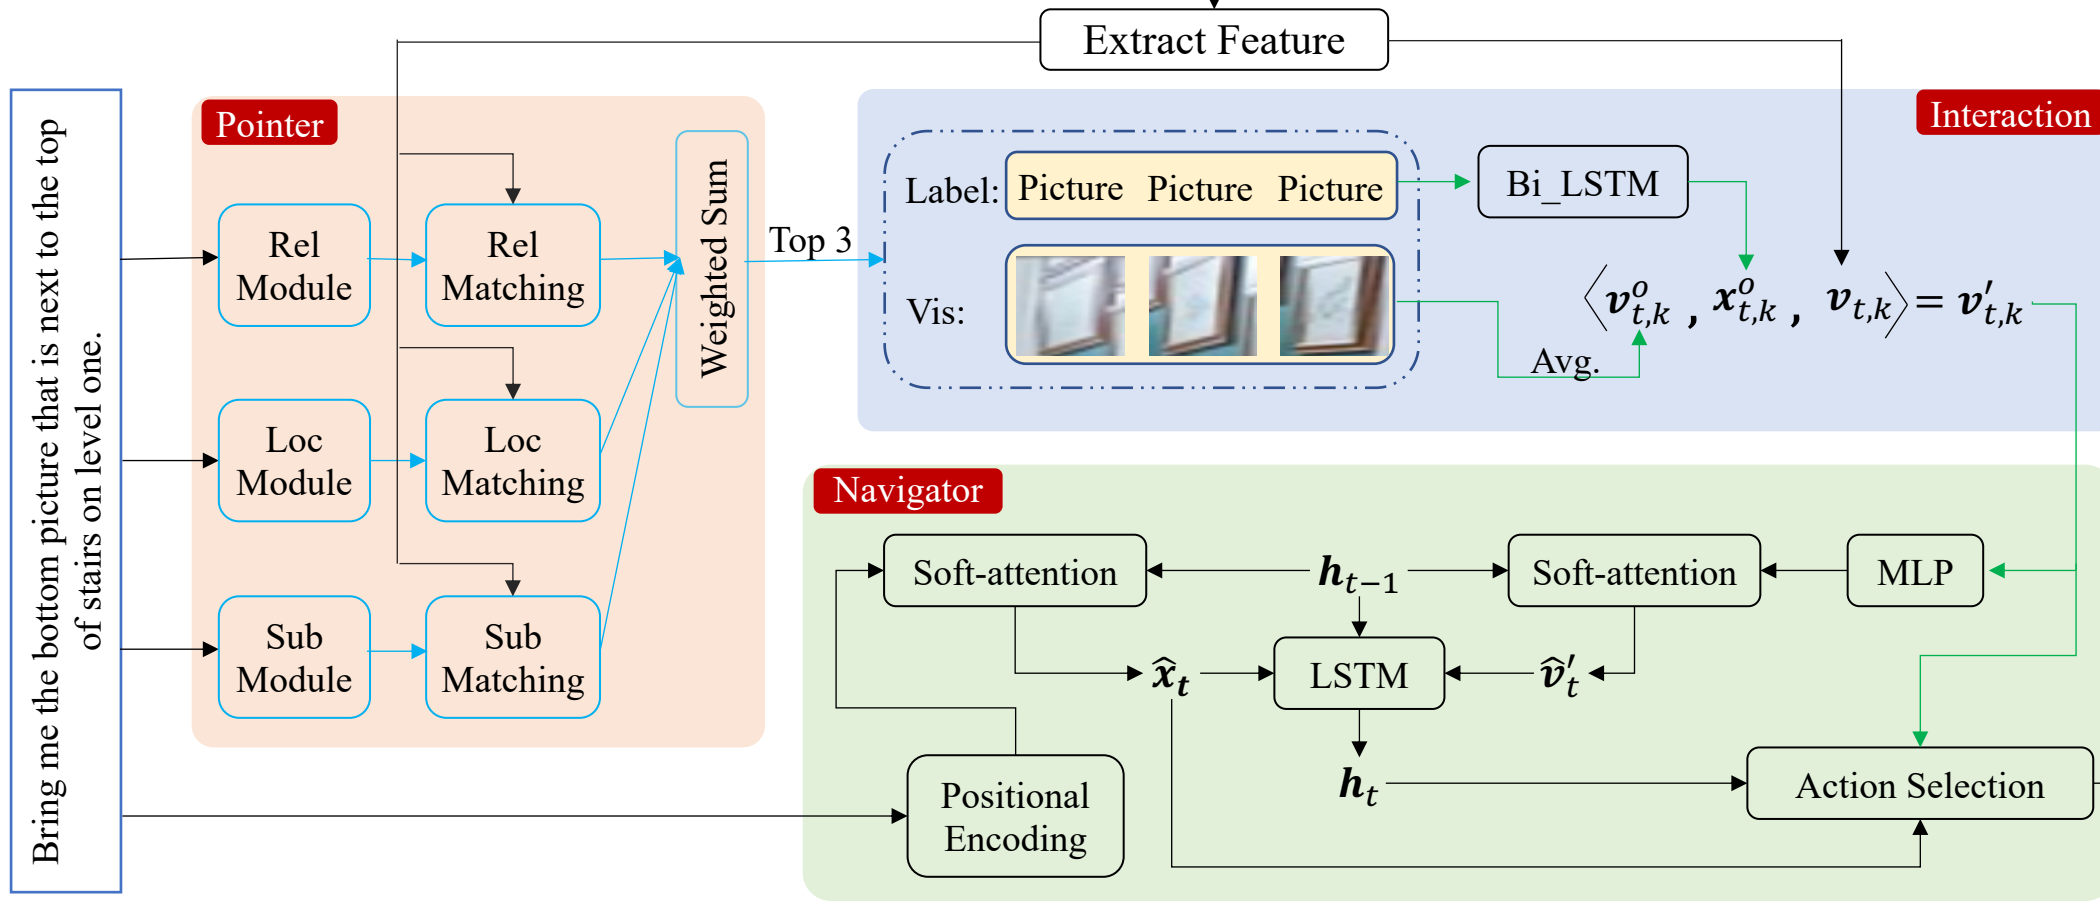 Extract Feature
Bring me the bottom picture that is next to the top
of stairs on level one.
Pointer
Rel
Module
Rel
Matching
Loc
Module
Loc
Matching
Sub
Module
Sub
Matching
Weighted Sum
Top 3
Interaction
Label:
Picture Picture Picture
Bi_LSTM
Vis:
Avg.
⟨v^o_{t,k} , x^o_{t,k} , v_{t,k}⟩ = v′_{t,k}
Navigator
Soft-attention
h_{t−1}
Soft-attention
MLP
x̂_t
LSTM
v̂′_t
h_t
Positional
Encoding
Action Selection